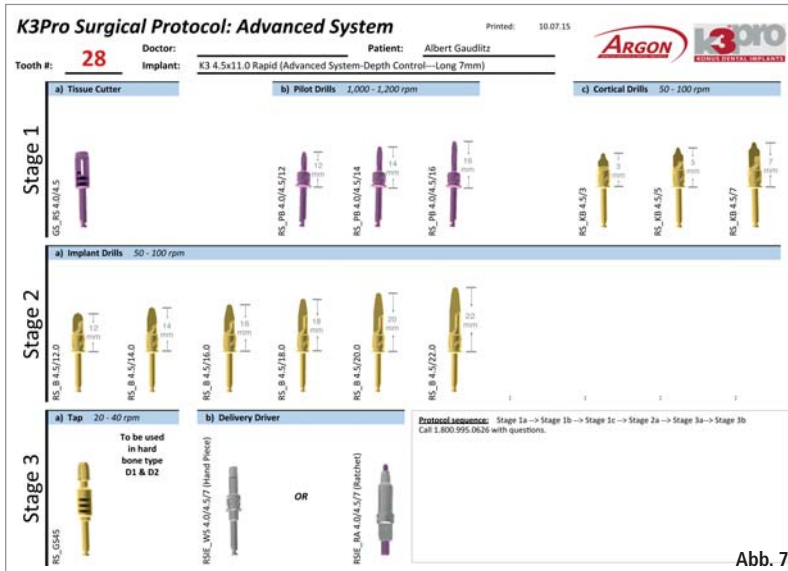 K3Pro Surgical Protocol: Advanced System
Printed: 10.07.15
ARGON
k3pro
KONUS DENTAL IMPLANTS
Doctor:
Patient: Albert Gaudlitz
Tooth #: 28
Implant: K3 4.5x11.0 Rapid (Advanced System-Depth Control---Long 7mm)
Stage 1
a) Tissue Cutter
b) Pilot Drills 1,000 - 1,200 rpm
c) Cortical Drills 50 - 100 rpm
GS_RS 4.0/4.5
RS_PB 4.0/4.5/12
12 mm
RS_PB 4.0/4.5/14
14 mm
RS_PB 4.0/4.5/16
16 mm
RS_KB 4.5/3
3 mm
RS_KB 4.5/5
5 mm
RS_KB 4.5/7
7 mm
Stage 2
a) Implant Drills 50 - 100 rpm
RS_B 4.5/12.0
12 mm
RS_B 4.5/14.0
14 mm
RS_B 4.5/16.0
16 mm
RS_B 4.5/18.0
18 mm
RS_B 4.5/20.0
20 mm
RS_B 4.5/22.0
22 mm
Stage 3
a) Tap 20 - 40 rpm
To be used
in hard
bone type
D1 & D2
RS_GS45
b) Delivery Driver
RSIE_WS 4.0/4.5/7 (Hand Piece)
OR
RSIE_RA 4.0/4.5/7 (Ratchet)
Protocol sequence: Stage 1a --> Stage 1b --> Stage 1c --> Stage 2a --> Stage 3a--> Stage 3b
Call 1.800.995.0626 with questions.
Abb. 7